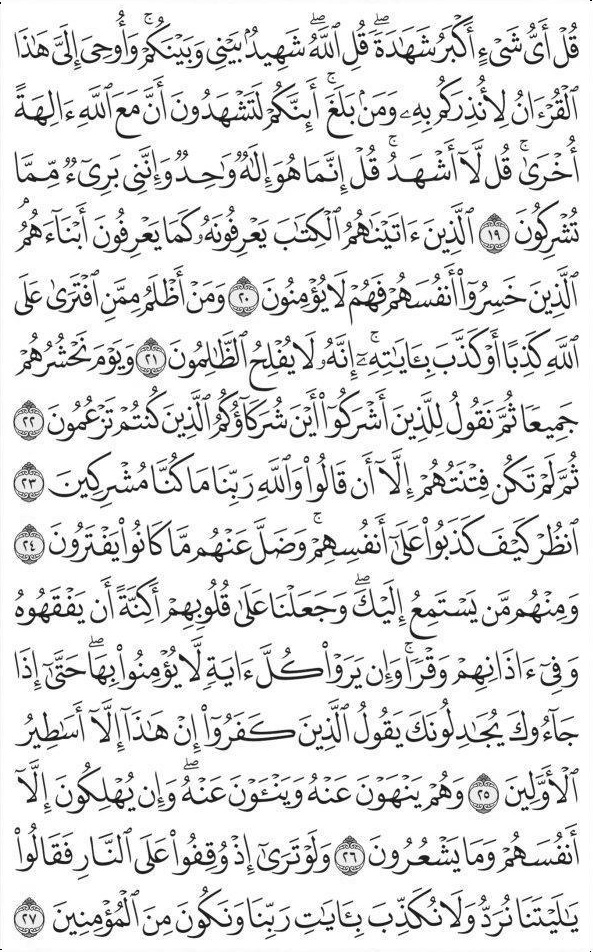 قُلْ أَىُّ شَىْءٍ أَكْبَرُ شَهَٰدَةً ۖ قُلِ ٱللَّهُ ۖ شَهِيدٌۢ بَيْنِى وَبَيْنَكُمْ ۚ وَأُوحِىَ إِلَىَّ هَٰذَا
ٱلْقُرْءَانُ لِأُنذِرَكُم بِهِۦ وَمَنۢ بَلَغَ ۚ أَئِنَّكُمْ لَتَشْهَدُونَ أَنَّ مَعَ ٱللَّهِ ءَالِهَةً
أُخْرَىٰ ۚ قُل لَّآ أَشْهَدُ ۚ قُلْ إِنَّمَا هُوَ إِلَٰهٌ وَٰحِدٌ وَإِنَّنِى بَرِىٓءٌ مِّمَّا
تُشْرِكُونَ ١٩ ٱلَّذِينَ ءَاتَيْنَٰهُمُ ٱلْكِتَٰبَ يَعْرِفُونَهُۥ كَمَا يَعْرِفُونَ أَبْنَآءَهُمُ ۘ
ٱلَّذِينَ خَسِرُوٓا۟ أَنفُسَهُمْ فَهُمْ لَا يُؤْمِنُونَ ٢٠ وَمَنْ أَظْلَمُ مِمَّنِ ٱفْتَرَىٰ عَلَى
ٱللَّهِ كَذِبًا أَوْ كَذَّبَ بِـَٔايَٰتِهِۦٓ ۗ إِنَّهُۥ لَا يُفْلِحُ ٱلظَّٰلِمُونَ ٢١ وَيَوْمَ نَحْشُرُهُمْ
جَمِيعًا ثُمَّ نَقُولُ لِلَّذِينَ أَشْرَكُوٓا۟ أَيْنَ شُرَكَآؤُكُمُ ٱلَّذِينَ كُنتُمْ تَزْعُمُونَ ٢٢
ثُمَّ لَمْ تَكُن فِتْنَتُهُمْ إِلَّآ أَن قَالُوا۟ وَٱللَّهِ رَبِّنَا مَا كُنَّا مُشْرِكِينَ ٢٣
ٱنظُرْ كَيْفَ كَذَبُوا۟ عَلَىٰٓ أَنفُسِهِمْ ۚ وَضَلَّ عَنْهُم مَّا كَانُوا۟ يَفْتَرُونَ ٢٤
وَمِنْهُم مَّن يَسْتَمِعُ إِلَيْكَ ۖ وَجَعَلْنَا عَلَىٰ قُلُوبِهِمْ أَكِنَّةً أَن يَفْقَهُوهُ
وَفِىٓ ءَاذَانِهِمْ وَقْرًا ۚ وَإِن يَرَوْا۟ كُلَّ ءَايَةٍ لَّا يُؤْمِنُوا۟ بِهَا ۖ حَتَّىٰٓ إِذَا
جَآءُوكَ يُجَٰدِلُونَكَ يَقُولُ ٱلَّذِينَ كَفَرُوٓا۟ إِنْ هَٰذَآ إِلَّآ أَسَٰطِيرُ
ٱلْأَوَّلِينَ ٢٥ وَهُمْ يَنْهَوْنَ عَنْهُ وَيَنْـَٔوْنَ عَنْهُ ۖ وَإِن يُهْلِكُونَ إِلَّآ
أَنفُسَهُمْ وَمَا يَشْعُرُونَ ٢٦ وَلَوْ تَرَىٰٓ إِذْ وُقِفُوا۟ عَلَى ٱلنَّارِ فَقَالُوا۟
يَٰلَيْتَنَا نُرَدُّ وَلَا نُكَذِّبَ بِـَٔايَٰتِ رَبِّنَا وَنَكُونَ مِنَ ٱلْمُؤْمِنِينَ ٢٧